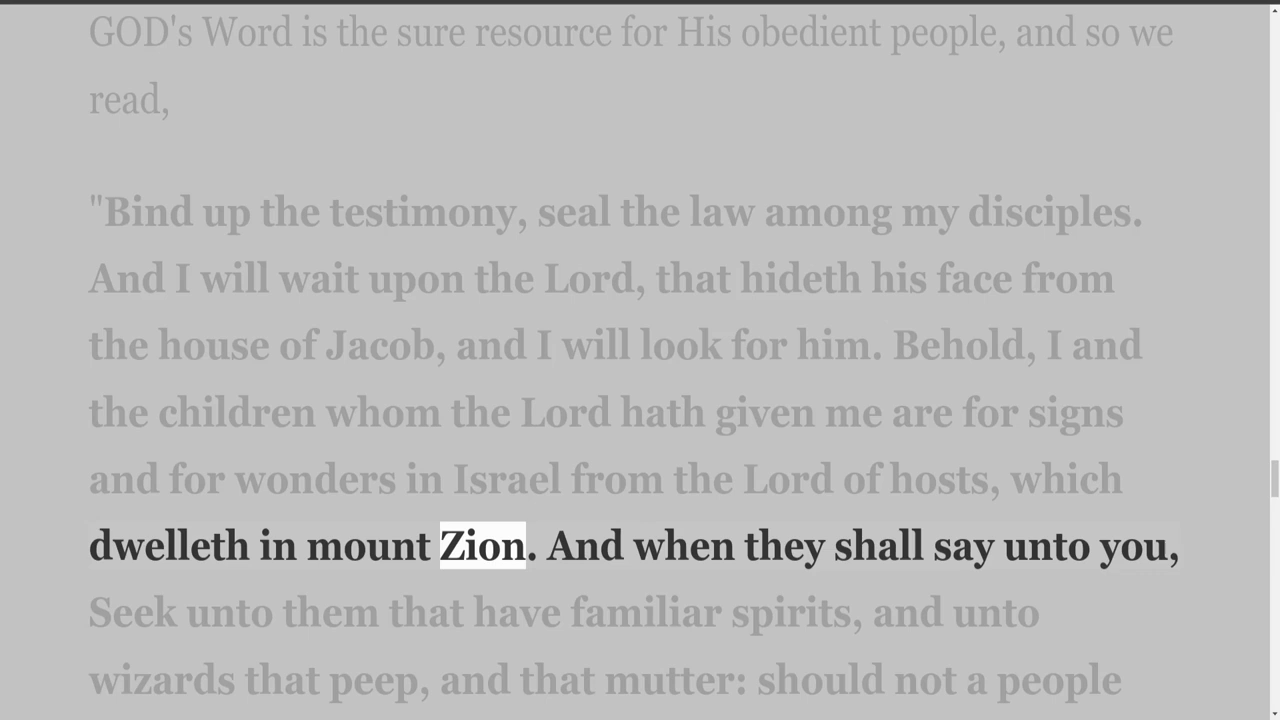 GOD's Word is the sure resource for His obedient people, and so we
read,
"Bind up the testimony, seal the law among my disciples.
And I will wait upon the Lord, that hideth his face from
the house of Jacob, and I will look for him. Behold, I and
the children whom the Lord hath given me are for signs
and for wonders in Israel from the Lord of hosts, which
dwelleth in mount Zion. And when they shall say unto you,
Seek unto them that have familiar spirits, and unto
wizards that peep, and that mutter: should not a people